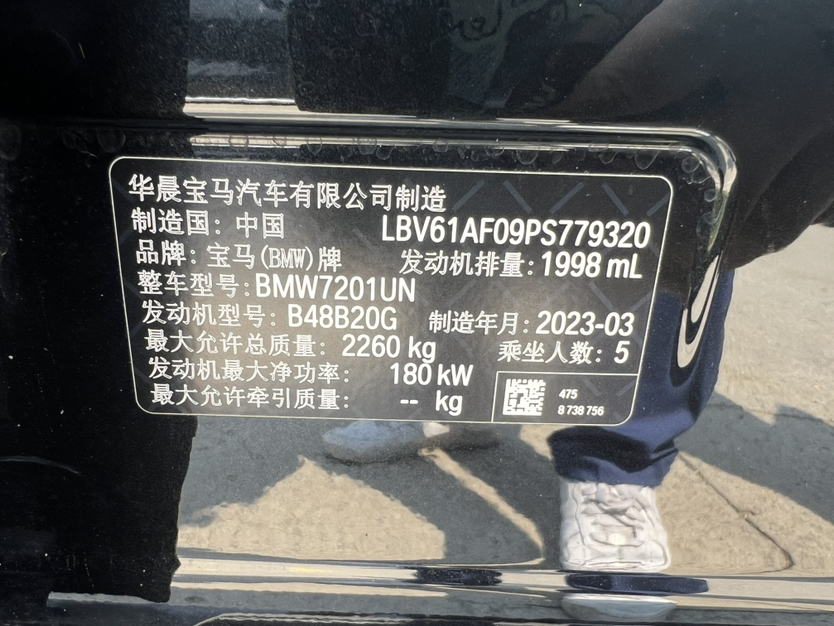 华晨宝马汽车有限公司制造
制造国: 中国 LBV61AF09PS779320
品牌: 宝马(BMW)牌 发动机排量: 1998 mL
整车型号: BMW7201UN
发动机型号: B48B20G 制造年月: 2023-03
最大允许总质量: 2260 kg 乘坐人数: 5
发动机最大净功率: 180 kW
最大允许牵引质量: -- kg
475
8 738 756